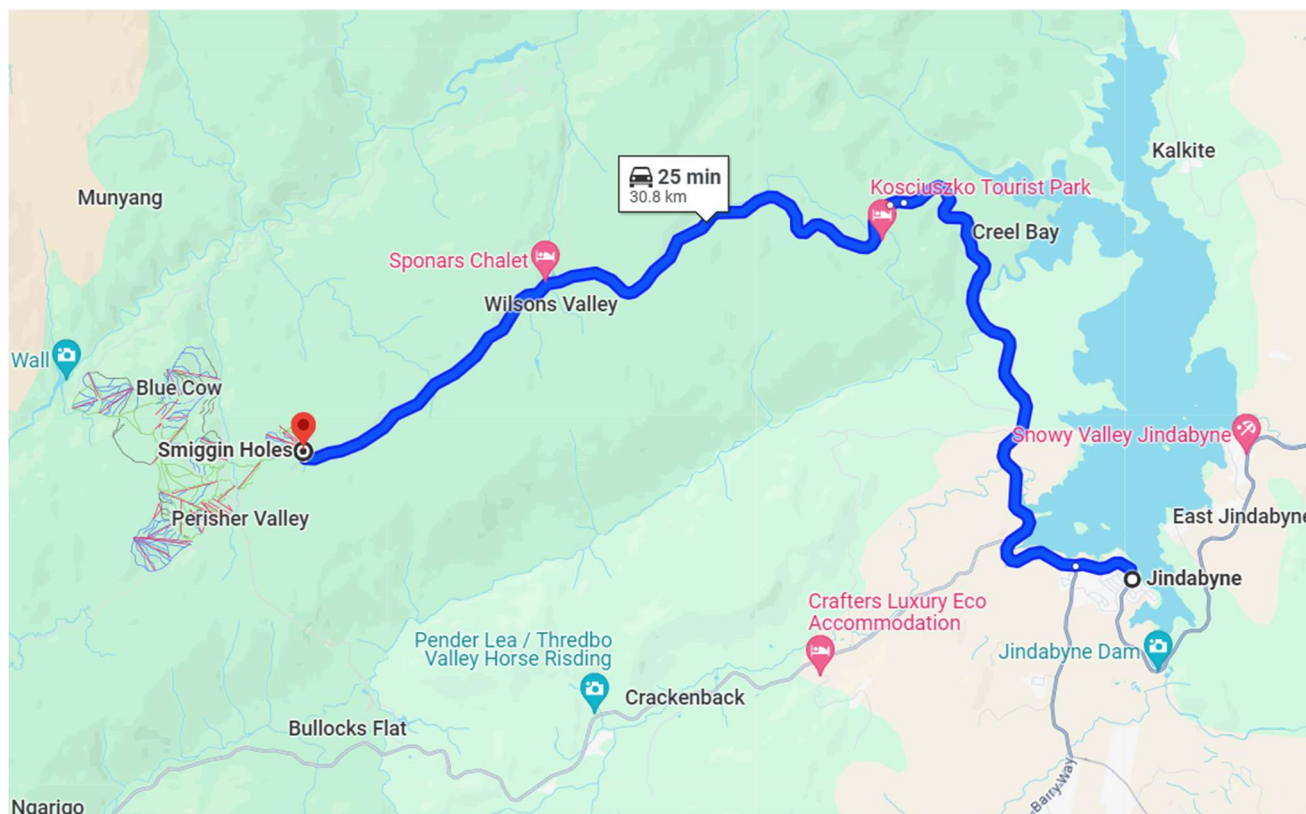 Kalkite
25 min
30.8 km
Kosciuszko Tourist Park
Munyang
Creel Bay
Sponars Chalet
Wilsons Valley
Wall
Blue Cow
Smiggin Holes
Snowy Valley Jindabyne
Perisher Valley
East Jindabyne
Jindabyne
Crafters Luxury Eco
Accommodation
Pender Lea / Thredbo
Valley Horse Risding
Jindabyne Dam
Crackenback
Bullocks Flat
Barry Way
Ngarigo